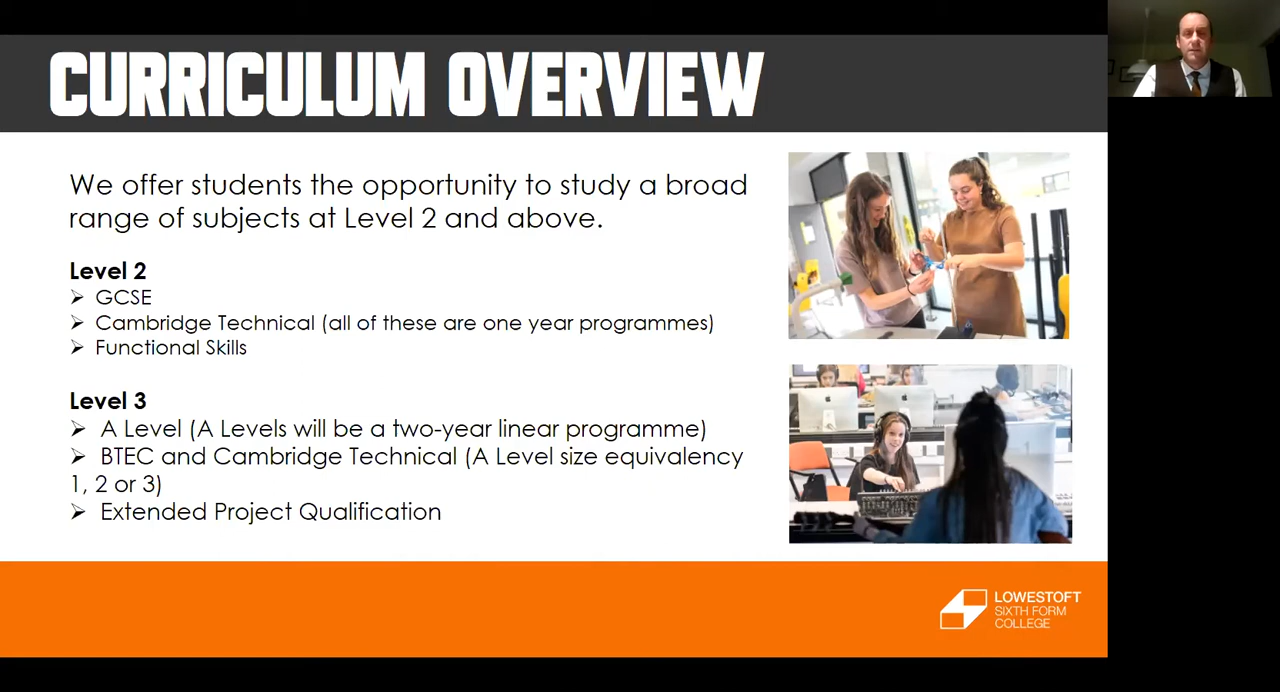 CURRICULUM OVERVIEW
We offer students the opportunity to study a broad
range of subjects at Level 2 and above.
Level 2
➢ GCSE
➢ Cambridge Technical (all of these are one year programmes)
➢ Functional Skills
Level 3
➢ A Level (A Levels will be a two-year linear programme)
➢ BTEC and Cambridge Technical (A Level size equivalency
1, 2 or 3)
➢ Extended Project Qualification
LOWESTOFT
SIXTH FORM
COLLEGE